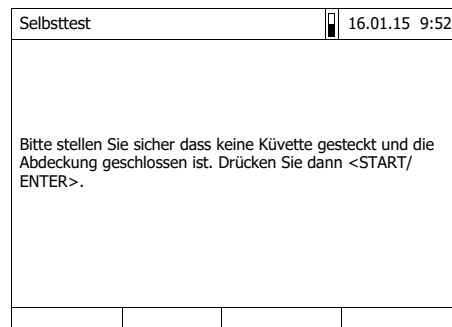 Selbsttest 16.01.15 9:52
Bitte stellen Sie sicher dass keine Küvette gesteckt und die
Abdeckung geschlossen ist. Drücken Sie dann <START/
ENTER>.